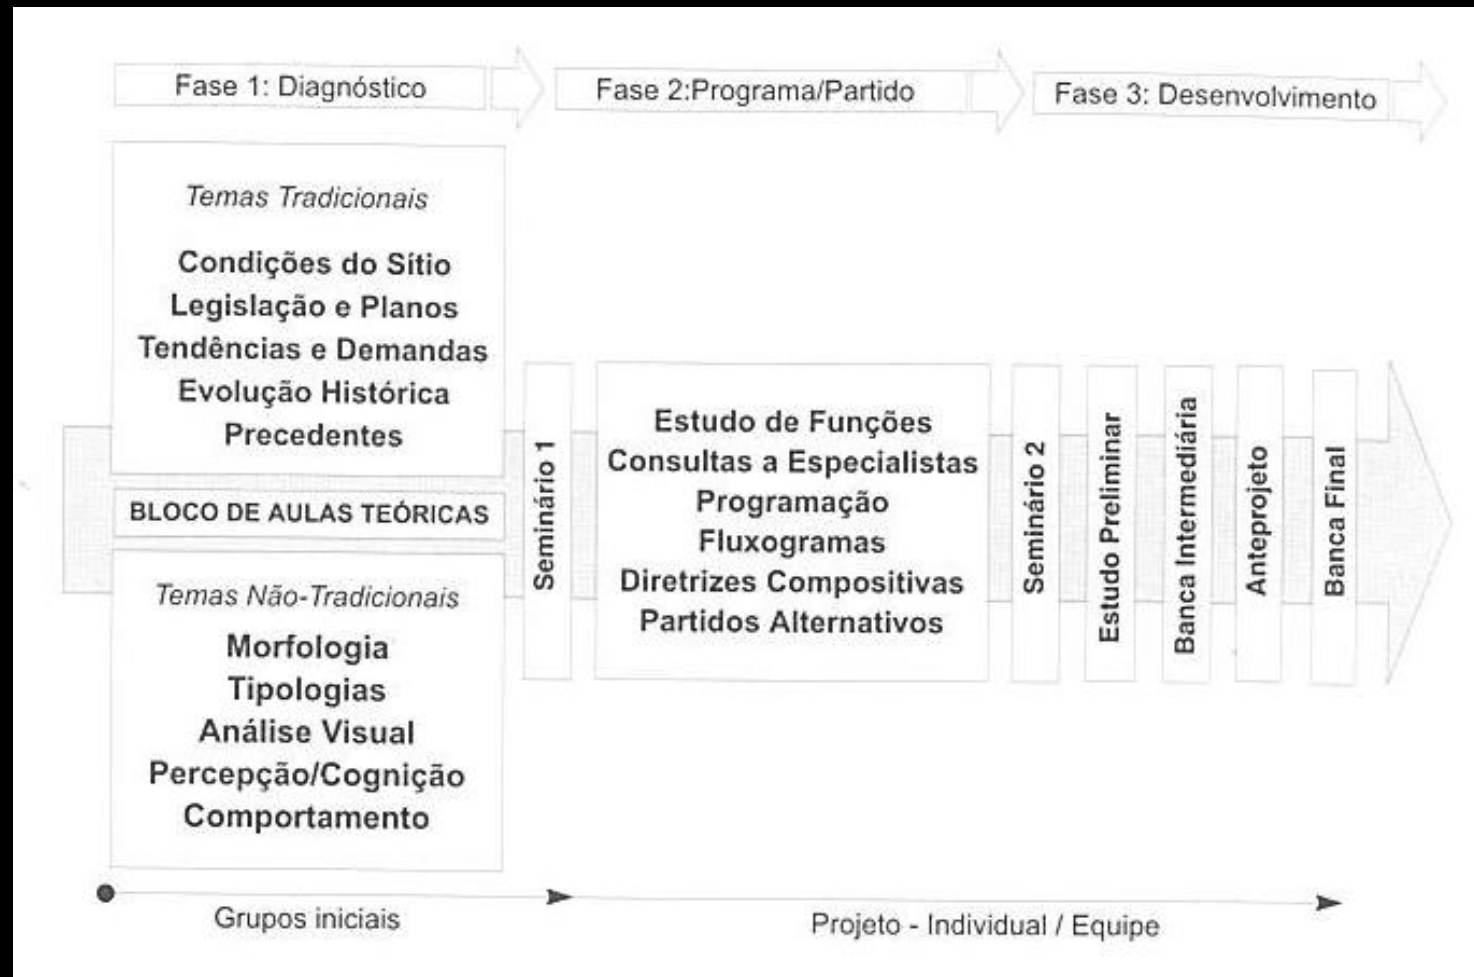 Fase 1: Diagnóstico
Fase 2:Programa/Partido
Fase 3: Desenvolvimento
Temas Tradicionais
Condições do Sítio
Legislação e Planos
Tendências e Demandas
Evolução Histórica
Precedentes
BLOCO DE AULAS TEÓRICAS
Temas Não-Tradicionais
Morfologia
Tipologias
Análise Visual
Percepção/Cognição
Comportamento
Seminário 1
Estudo de Funções
Consultas a Especialistas
Programação
Fluxogramas
Diretrizes Compositivas
Partidos Alternativos
Seminário 2
Estudo Preliminar
Banca Intermediária
Anteprojeto
Banca Final
Grupos iniciais
Projeto - Individual / Equipe